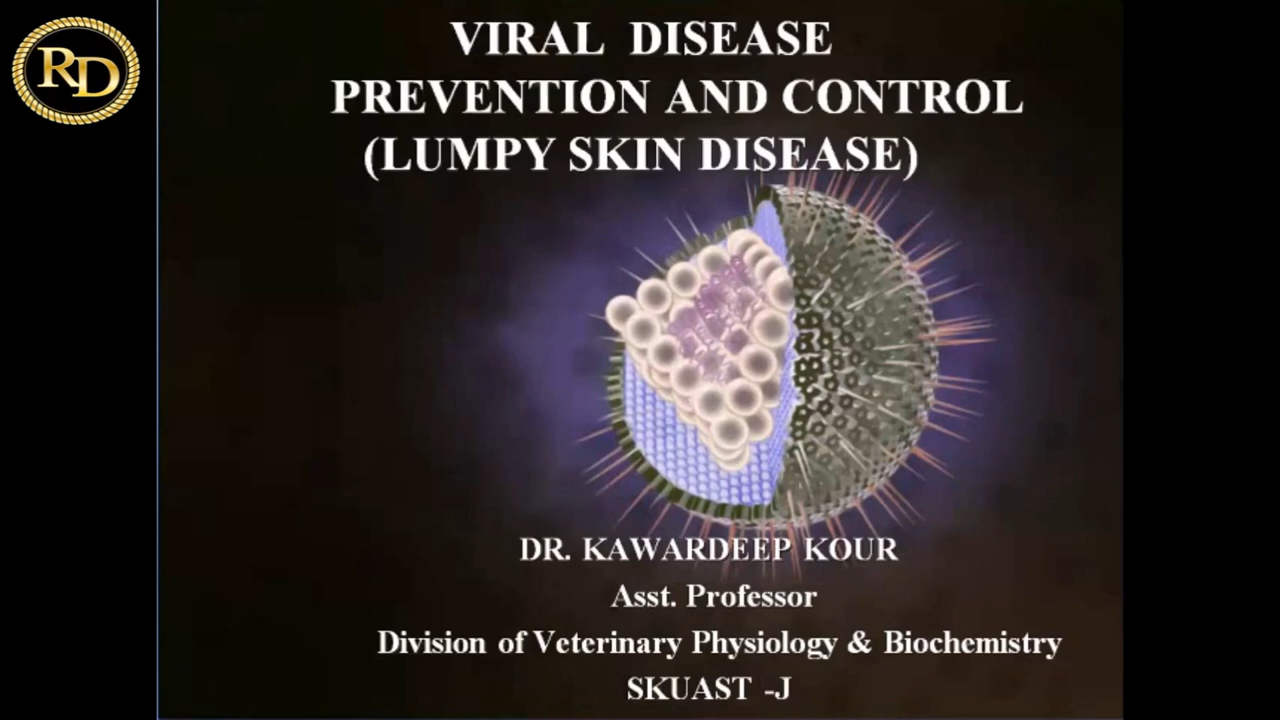 RD
VIRAL DISEASE
PREVENTION AND CONTROL
(LUMPY SKIN DISEASE)
DR. KAWARDEEP KOUR
Asst. Professor
Division of Veterinary Physiology & Biochemistry
SKUAST -J